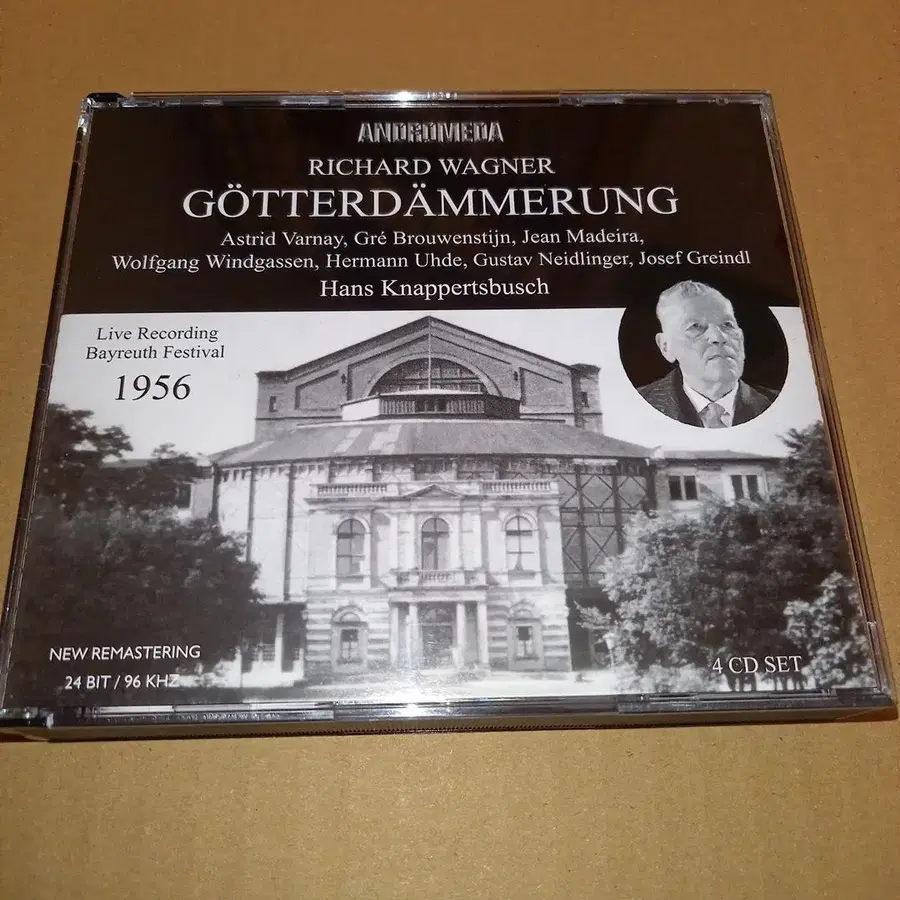 ANDROMEDA
RICHARD WAGNER
GÖTTERDÄMMERUNG
Astrid Varnay, Gré Brouwenstijn, Jean Madeira,
Wolfgang Windgassen, Hermann Uhde, Gustav Neidlinger, Josef Greindl
Hans Knappertsbusch
Live Recording
Bayreuth Festival
1956
NEW REMASTERING
24 BIT / 96 KHZ
4 CD SET